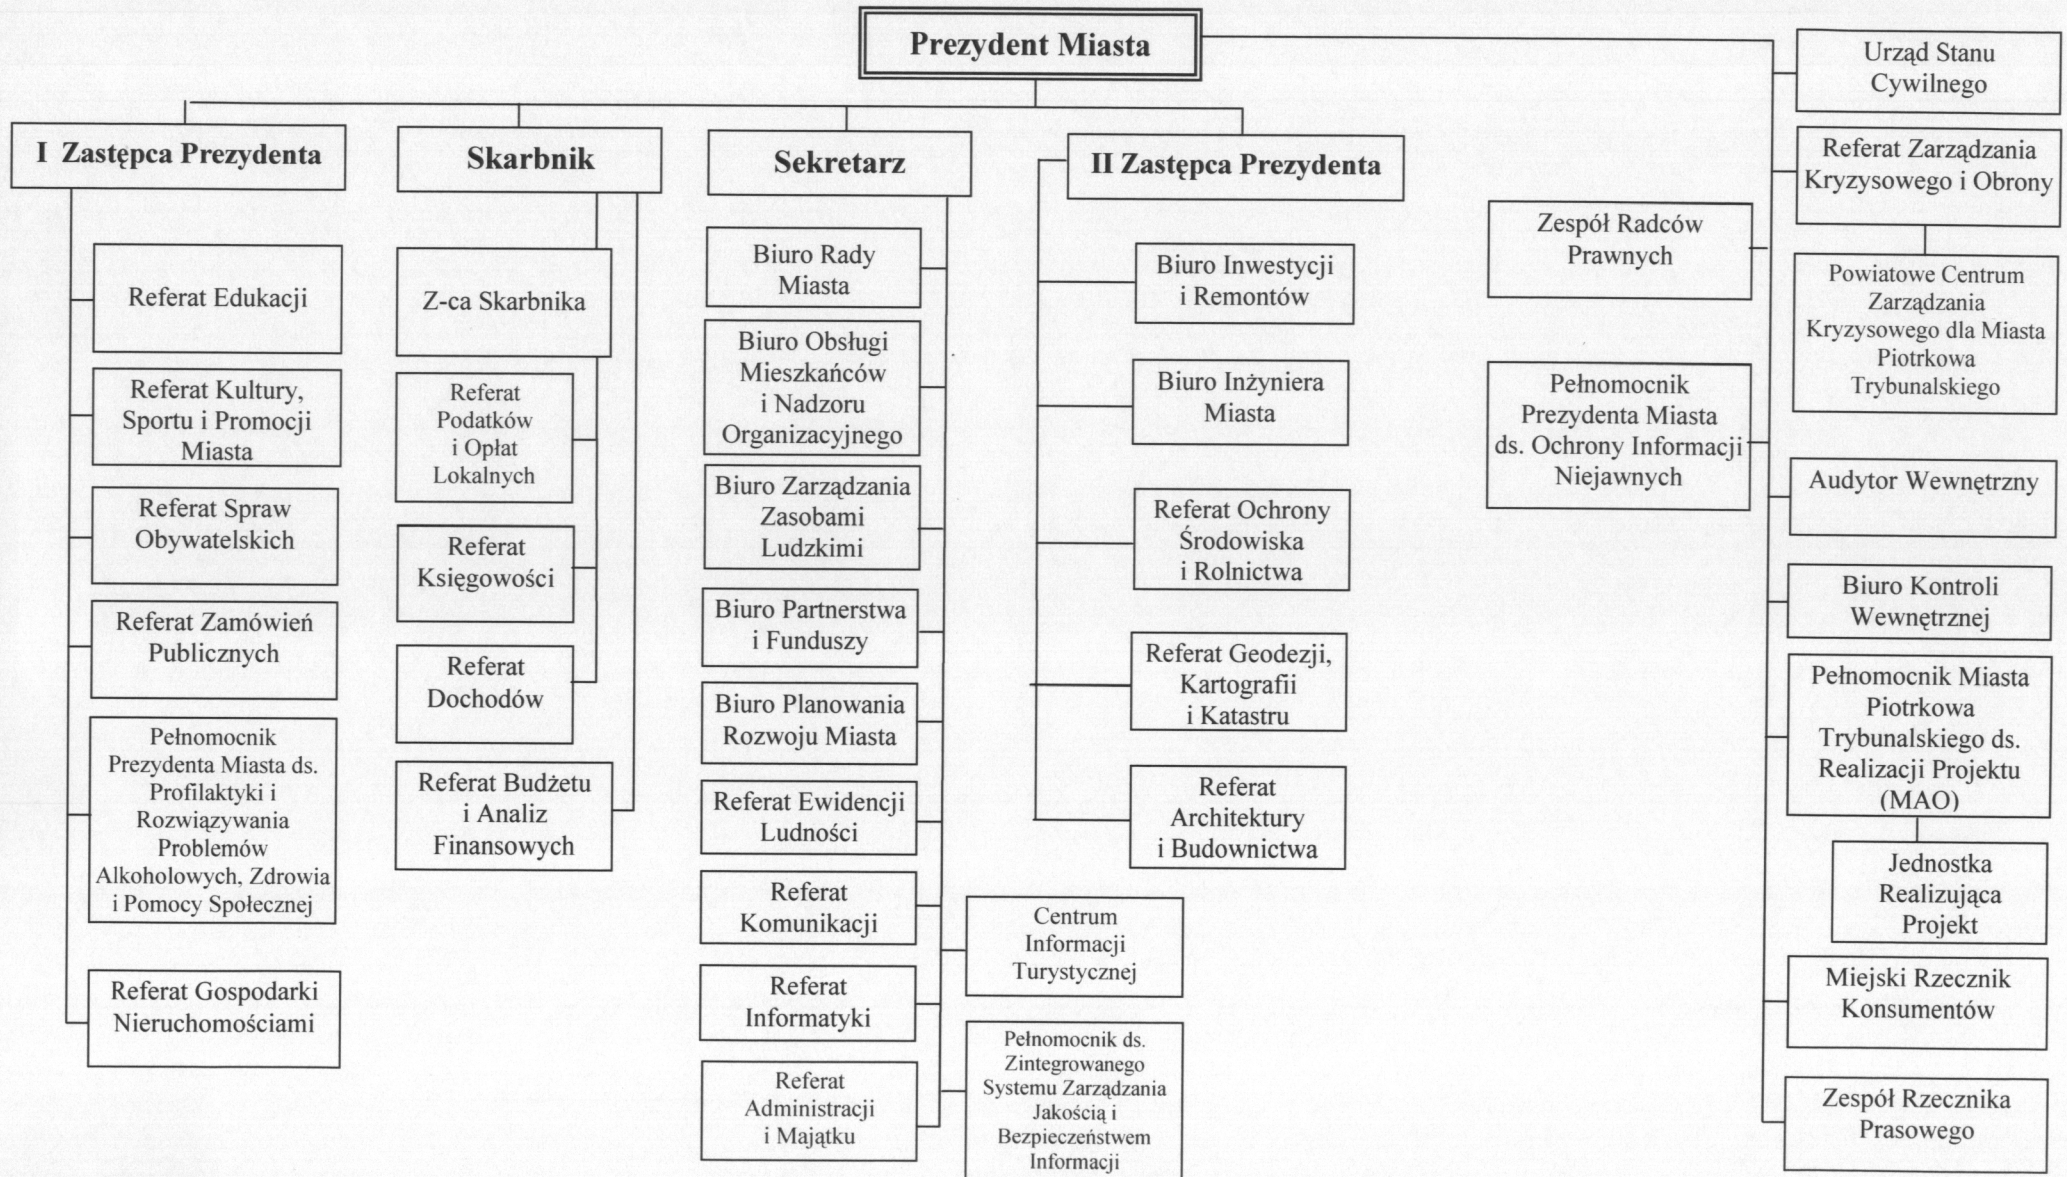 Prezydent Miasta
I Zastępca Prezydenta
Referat Edukacji
Referat Kultury,
Sportu i Promocji
Miasta
Referat Spraw
Obywatelskich
Referat Zamówień
Publicznych
Pełnomocnik
Prezydenta Miasta ds.
Profilaktyki i
Rozwiązywania
Problemów
Alkoholowych, Zdrowia
i Pomocy Społecznej
Referat Gospodarki
Nieruchomościami
Skarbnik
Z-ca Skarbnika
Referat
Podatków
i Opłat
Lokalnych
Referat
Księgowości
Referat
Dochodów
Referat Budżetu
i Analiz
Finansowych
Sekretarz
Biuro Rady
Miasta
Biuro Obsługi
Mieszkańców
i Nadzoru
Organizacyjnego
Biuro Zarządzania
Zasobami
Ludzkimi
Biuro Partnerstwa
i Funduszy
Biuro Planowania
Rozwoju Miasta
Referat Ewidencji
Ludności
Referat
Komunikacji
Referat
Informatyki
Referat
Administracji
i Majątku
Centrum
Informacji
Turystycznej
Pełnomocnik ds.
Zintegrowanego
Systemu Zarządzania
Jakością i
Bezpieczeństwem
Informacji
II Zastępca Prezydenta
Biuro Inwestycji
i Remontów
Biuro Inżyniera
Miasta
Referat Ochrony
Środowiska
i Rolnictwa
Referat Geodezji,
Kartografii
i Katastru
Referat
Architektury
i Budownictwa
Zespół Radców
Prawnych
Pełnomocnik
Prezydenta Miasta
ds. Ochrony Informacji
Niejawnych
Urząd Stanu
Cywilnego
Referat Zarządzania
Kryzysowego i Obrony
Powiatowe Centrum
Zarządzania
Kryzysowego dla Miasta
Piotrkowa
Trybunalskiego
Audytor Wewnętrzny
Biuro Kontroli
Wewnętrznej
Pełnomocnik Miasta
Piotrkowa
Trybunalskiego ds.
Realizacji Projektu
(MAO)
Jednostka
Realizująca
Projekt
Miejski Rzecznik
Konsumentów
Zespół Rzecznika
Prasowego